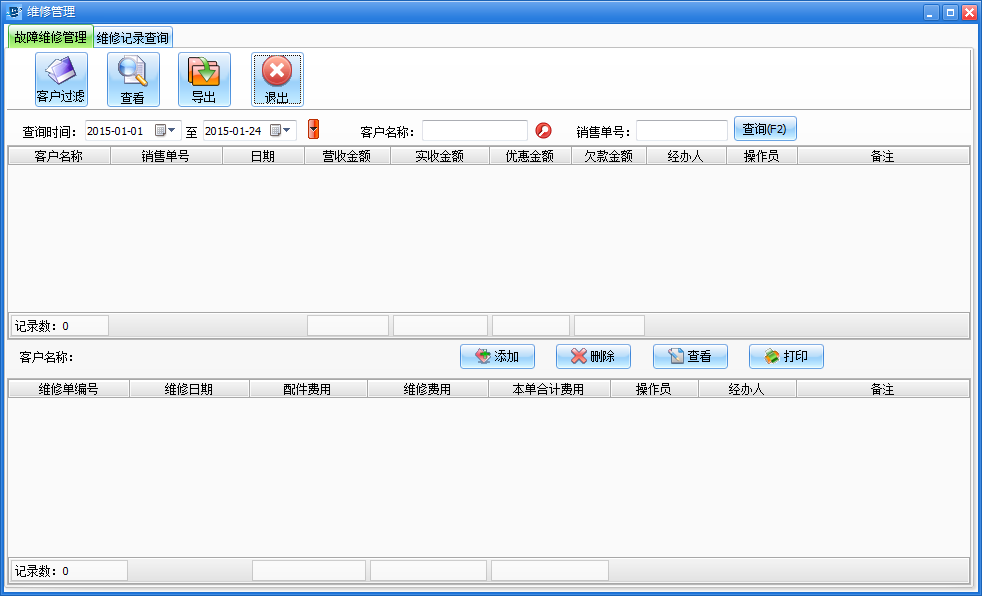 维修管理
故障维修管理 维修记录查询
客户过滤 查看 导出 退出
查询时间： 2015-01-01 至 2015-01-24 客户名称： 销售单号： 查询(F2)
客户名称 销售单号 日期 营收金额 实收金额 优惠金额 欠款金额 经办人 操作员 备注
记录数：0
客户名称： 添加 删除 查看 打印
维修单编号 维修日期 配件费用 维修费用 本单合计费用 操作员 经办人 备注
记录数：0